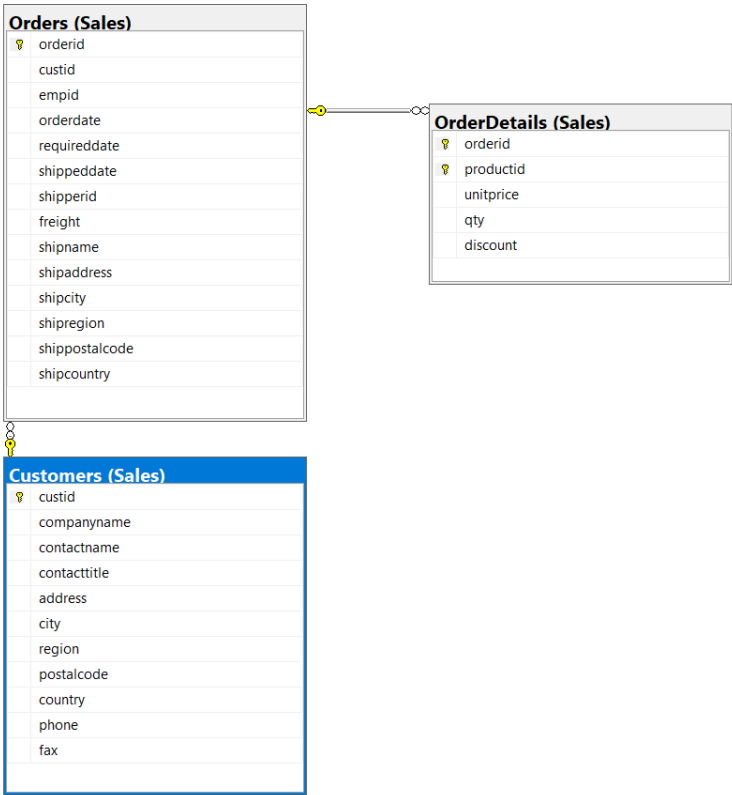 Orders (Sales)
orderid
custid
empid
orderdate
requireddate
shippeddate
shipperid
freight
shipname
shipaddress
shipcity
shipregion
shippostalcode
shipcountry
OrderDetails (Sales)
orderid
productid
unitprice
qty
discount
Customers (Sales)
custid
companyname
contactname
contacttitle
address
city
region
postalcode
country
phone
fax